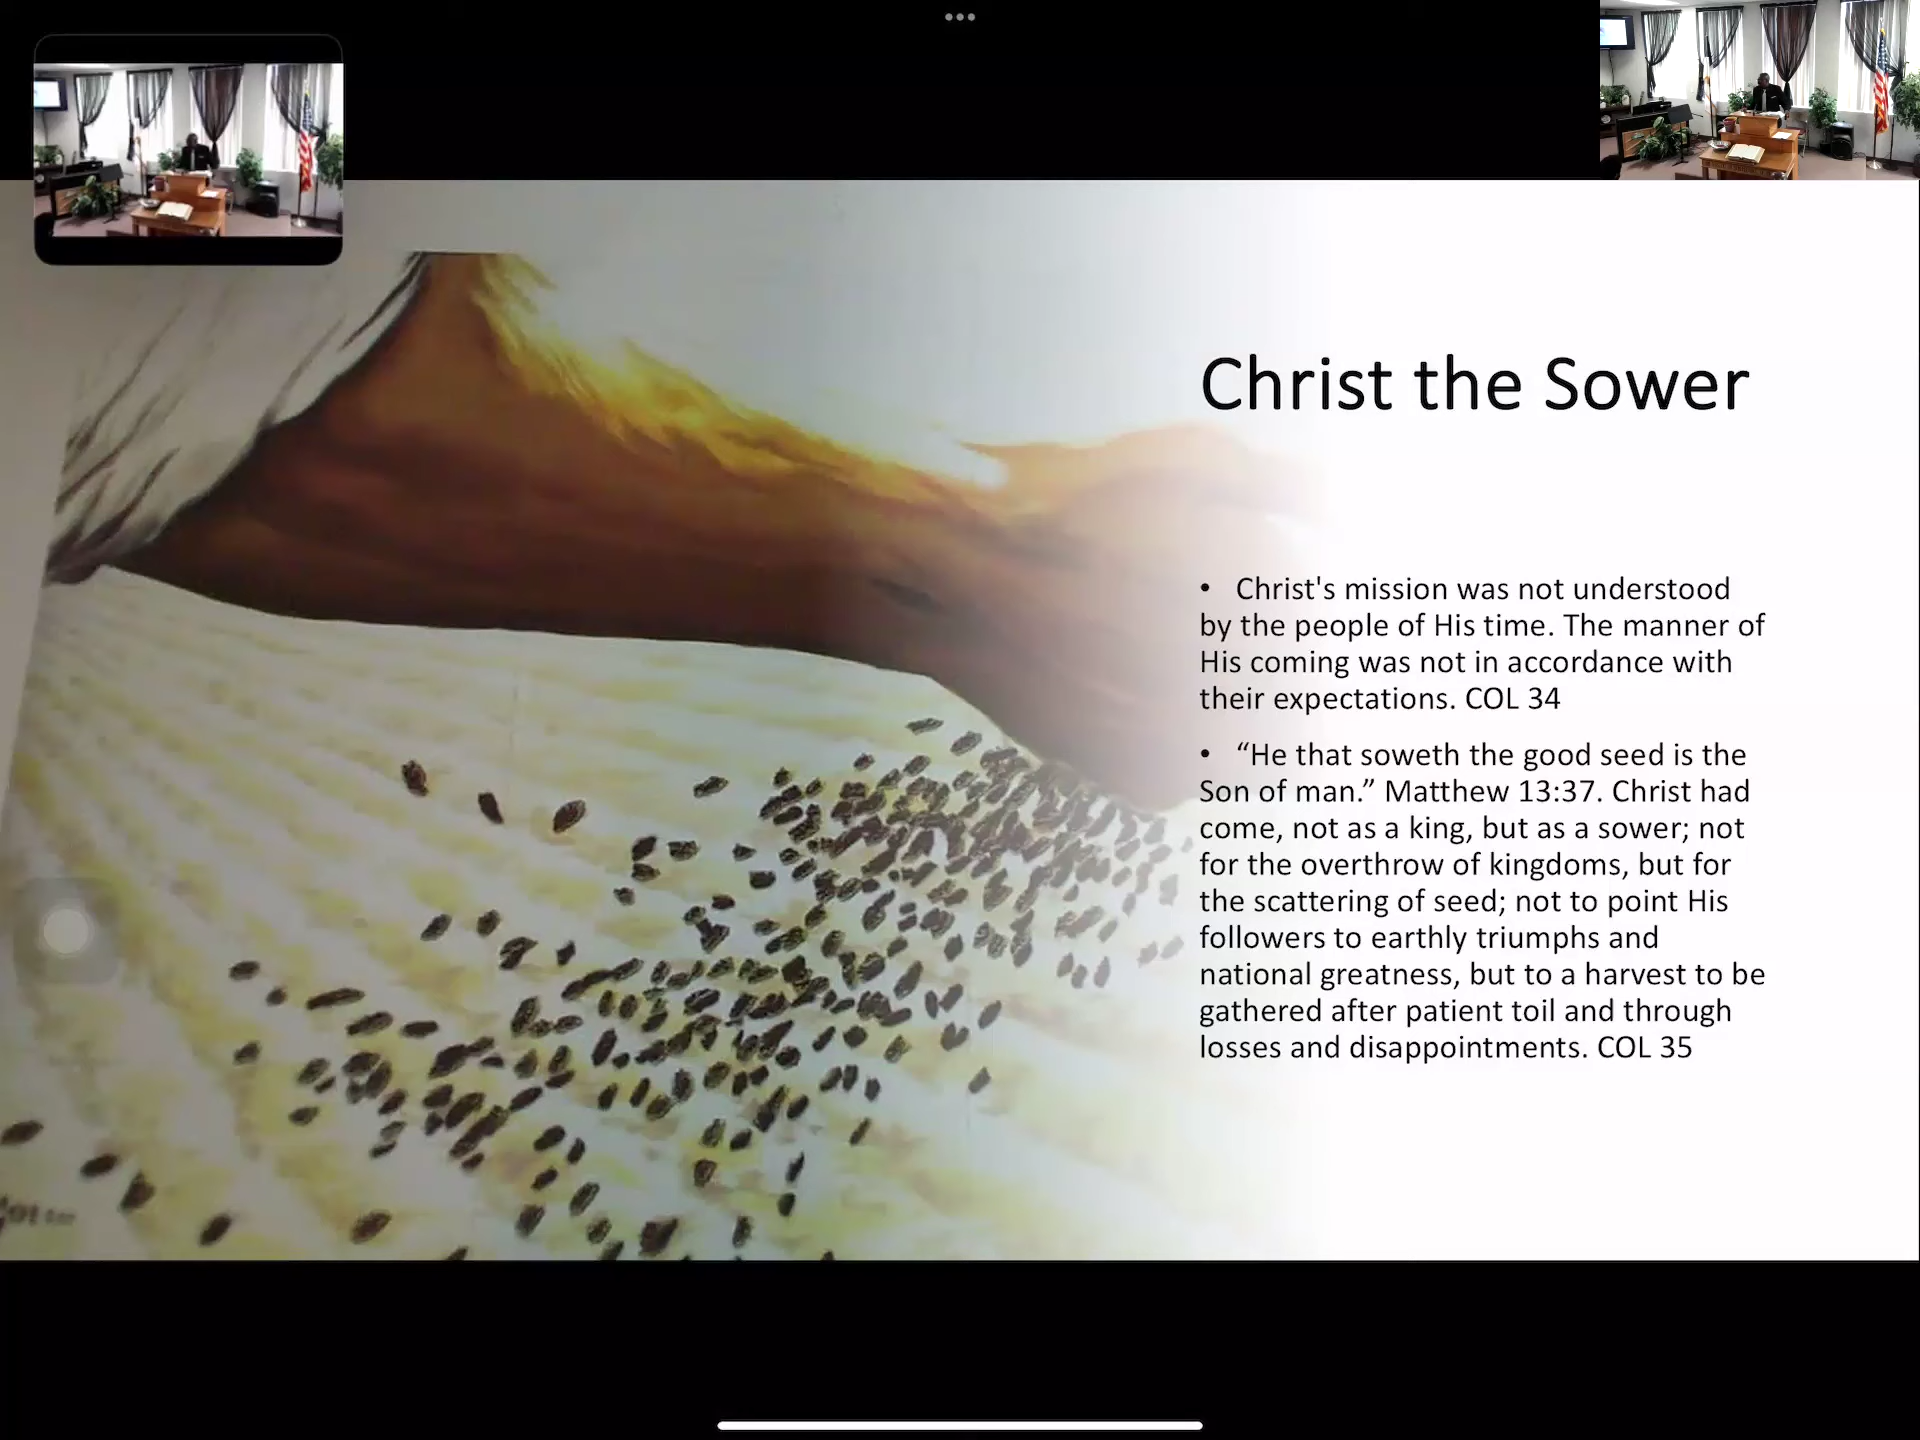 Christ the Sower
• Christ's mission was not understood
by the people of His time. The manner of
His coming was not in accordance with
their expectations. COL 34
• “He that soweth the good seed is the
Son of man.” Matthew 13:37. Christ had
come, not as a king, but as a sower; not
for the overthrow of kingdoms, but for
the scattering of seed; not to point His
followers to earthly triumphs and
national greatness, but to a harvest to be
gathered after patient toil and through
losses and disappointments. COL 35